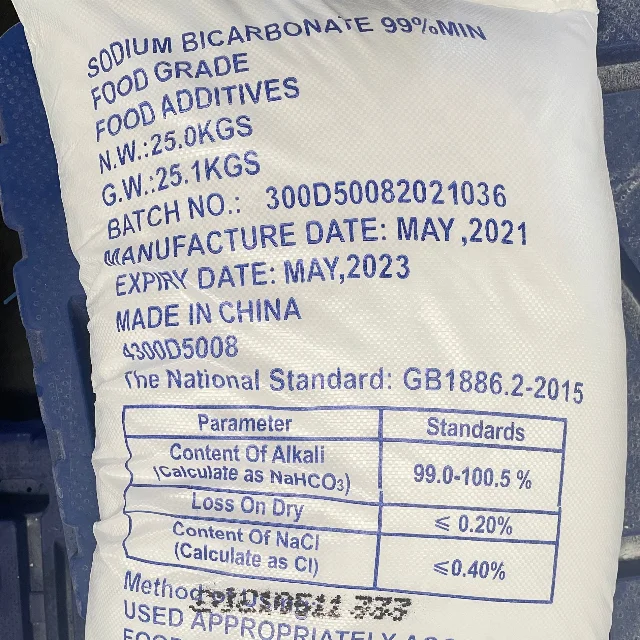 SODIUM BICARBONATE 99%MIN
FOOD GRADE
FOOD ADDITIVES
N.W.:25.0KGS
G.W.:25.1KGS
BATCH NO.: 300D50082021036
MANUFACTURE DATE: MAY,2021
EXPIRY DATE: MAY,2023
MADE IN CHINA
4300D5008
The National Standard: GB1886.2-2015
Parameter Standards
Content Of Alkali
(Calculate as NaHCO₃) 99.0-100.5 %
Loss On Dry ≤ 0.20%
Content Of NaCl
(Calculate as Cl) ≤0.40%
Method
USED APPROPRIATELY